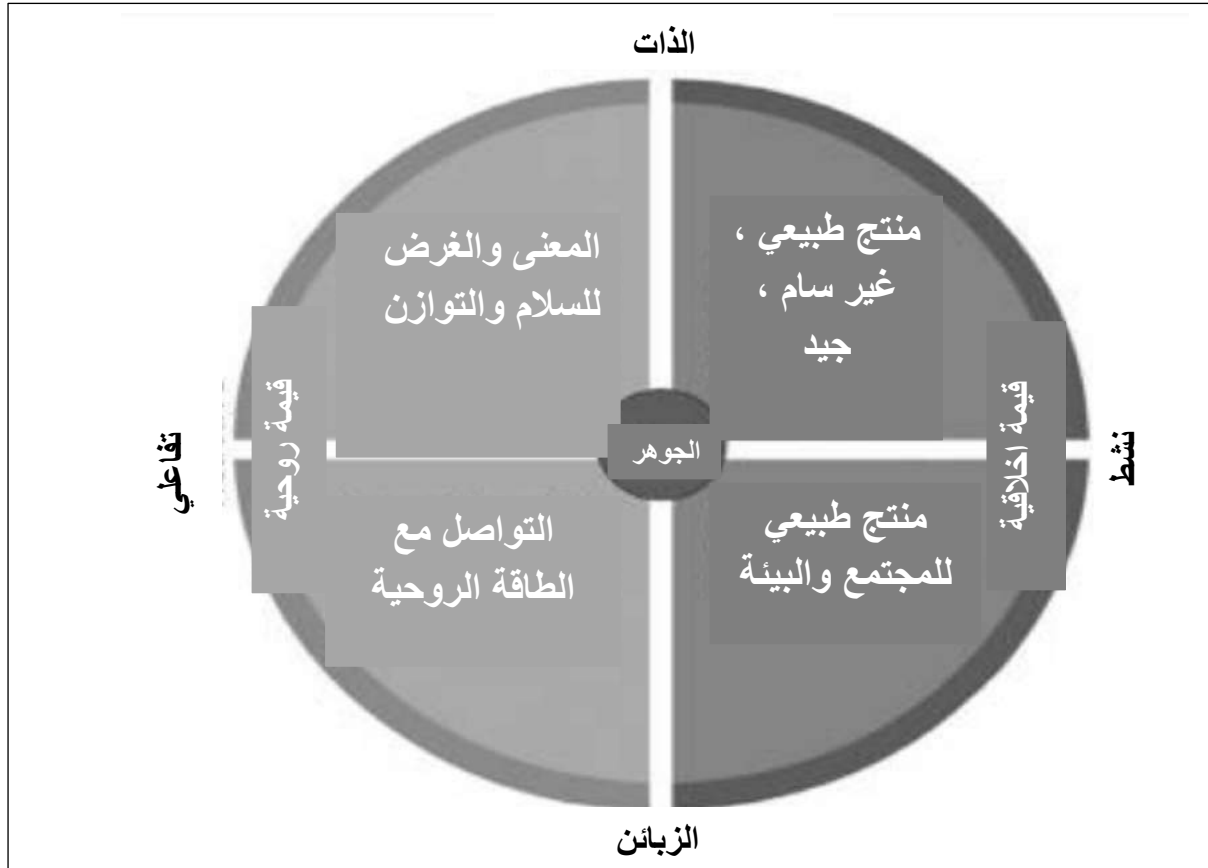 الذات
منتج طبيعي ،
غير سام ،
جيد
المعنى والغرض
للسلام والتوازن
نشط
قيمة اخلاقية
الجوهر
قيمة روحية
تفاعلي
منتج طبيعي
للمجتمع والبيئة
التواصل مع
الطاقة الروحية
الزبائن